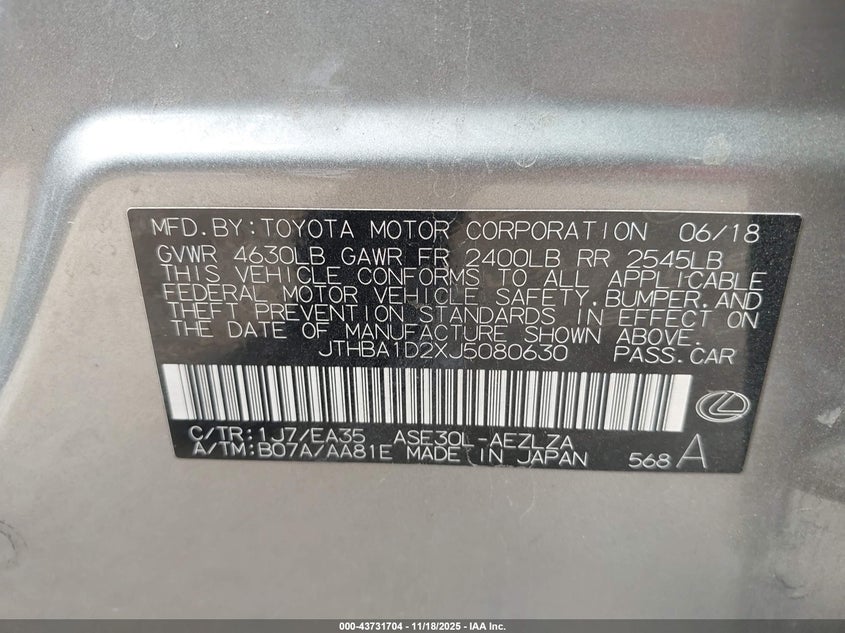 MFD.BY:TOYOTA MOTOR CORPORATION 06/18
GVWR 4630LB GAWR FR 2400LB RR 2545LB
THIS VEHICLE CONFORMS TO ALL APPLICABLE
FEDERAL MOTOR VEHICLE SAFETY,BUMPER,AND
THEFT PREVENTION STANDARDS IN EFFECT ON
THE DATE OF MANUFACTURE SHOWN ABOVE.
JTHBA1D2XJ5080630 PASS.CAR
C/TR:1J7/EA35 ASE30L-AEZLZA
A/TM:B07A/AA81E MADE IN JAPAN 568 A
000-43731704 - 11/18/2025 - IAA Inc.